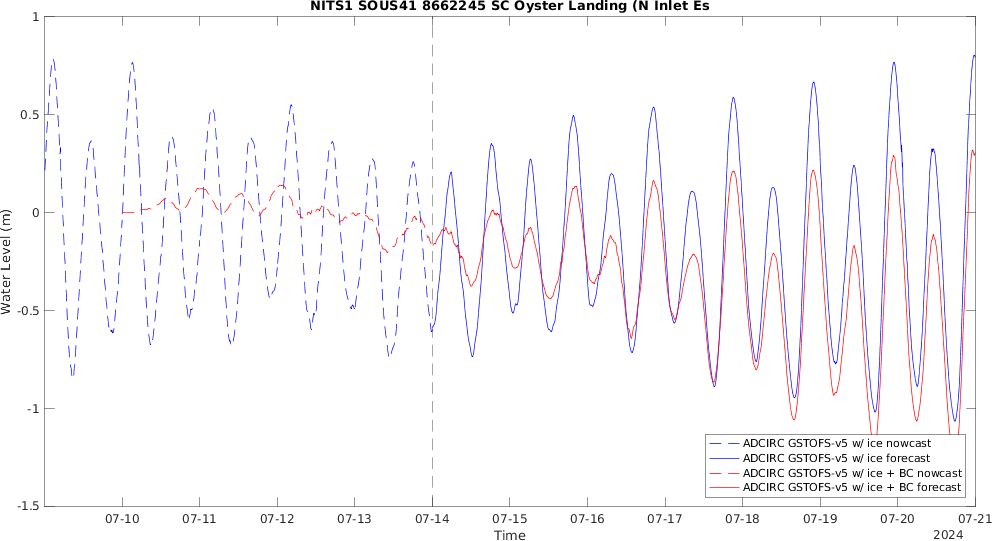 NITS1 SOUS41 8662245 SC Oyster Landing (N Inlet Es
Water Level (m)
1
0.5
0
-0.5
-1
-1.5
07-10 07-11 07-12 07-13 07-14 07-15 07-16 07-17 07-18 07-19 07-20 07-21
Time
2024
ADCIRC GSTOFS-v5 w/ ice nowcast
ADCIRC GSTOFS-v5 w/ ice forecast
ADCIRC GSTOFS-v5 w/ ice + BC nowcast
ADCIRC GSTOFS-v5 w/ ice + BC forecast